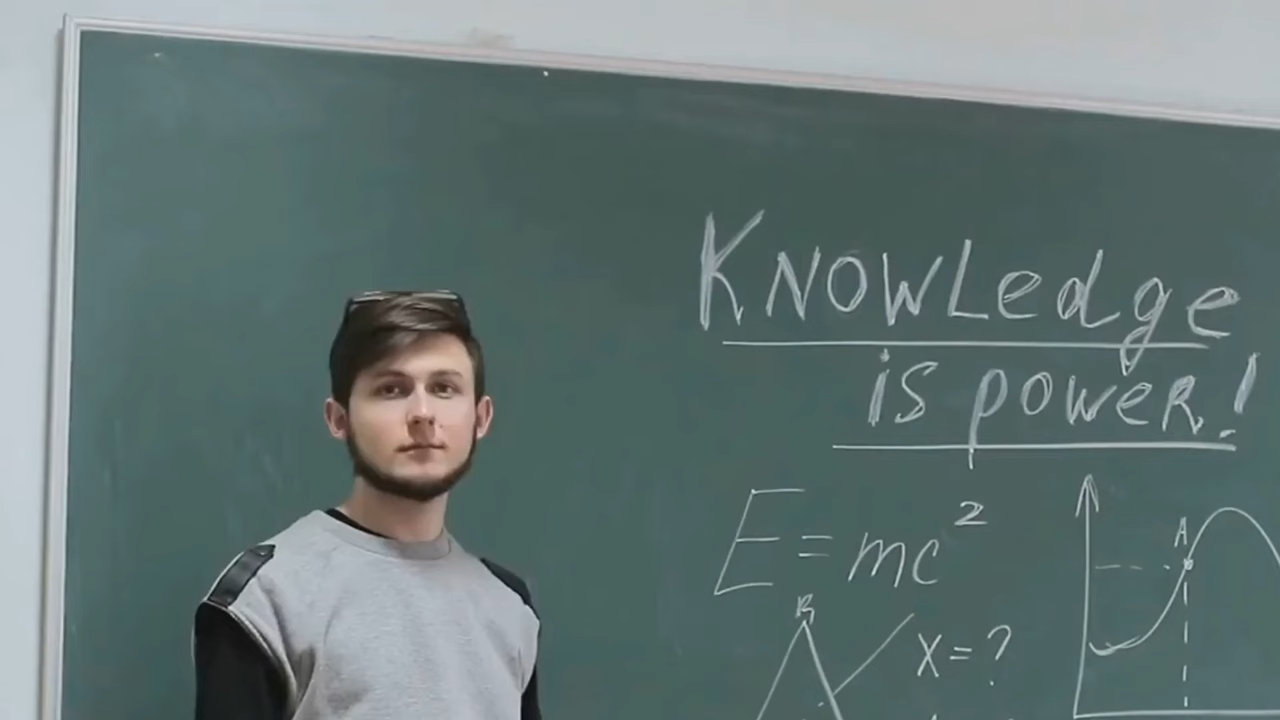 Knowledge
is power!
E = mc²
A
B
x = ?